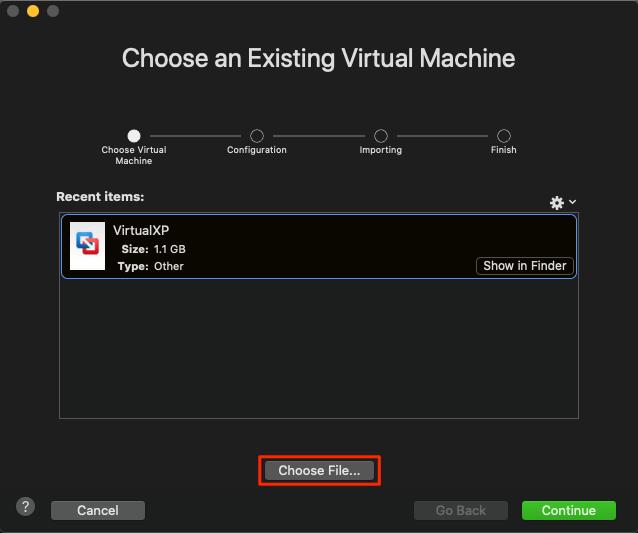 Choose an Existing Virtual Machine
Choose Virtual
Machine
Configuration
Importing
Finish
Recent items:
VirtualXP
Size: 1.1 GB
Type: Other
Show in Finder
Choose File...
?
Cancel
Go Back
Continue